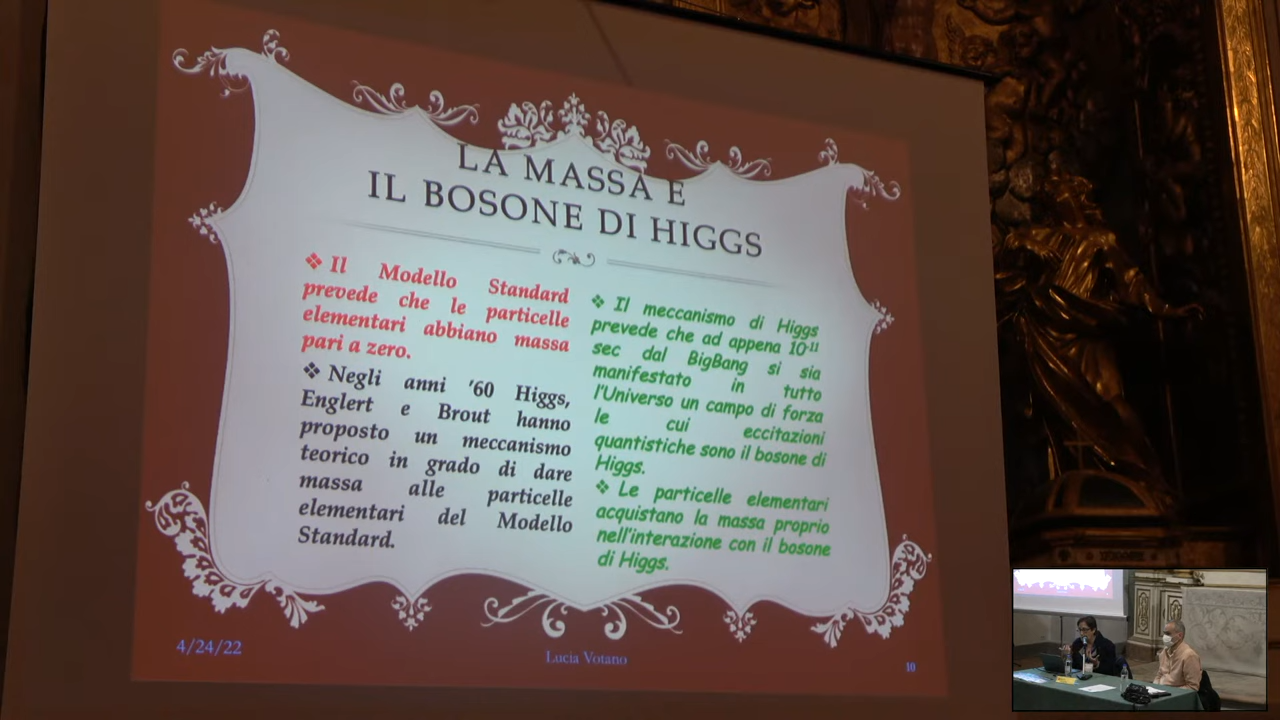 LA MASSA E
IL BOSONE DI HIGGS
❖ Il Modello Standard
prevede che le particelle
elementari abbiano massa
pari a zero.
❖ Negli anni '60 Higgs,
Englert e Brout hanno
proposto un meccanismo
teorico in grado di dare
massa alle particelle
elementari del Modello
Standard.
❖ Il meccanismo di Higgs
prevede che ad appena 10⁻¹¹
sec dal BigBang si sia
manifestato in tutto
l'Universo un campo di forza
le cui eccitazioni
quantistiche sono il bosone di
Higgs.
❖ Le particelle elementari
acquistano la massa proprio
nell'interazione con il bosone
di Higgs.
4/24/22
Lucia Votano
10